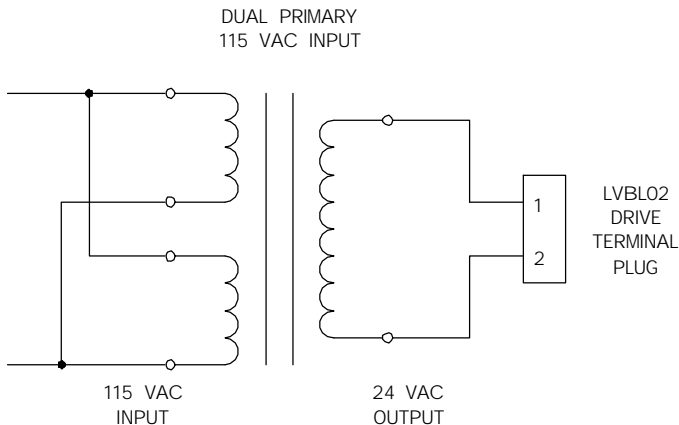 DUAL PRIMARY
115 VAC INPUT
1
2
LVBL02
DRIVE
TERMINAL
PLUG
115 VAC
INPUT
24 VAC
OUTPUT